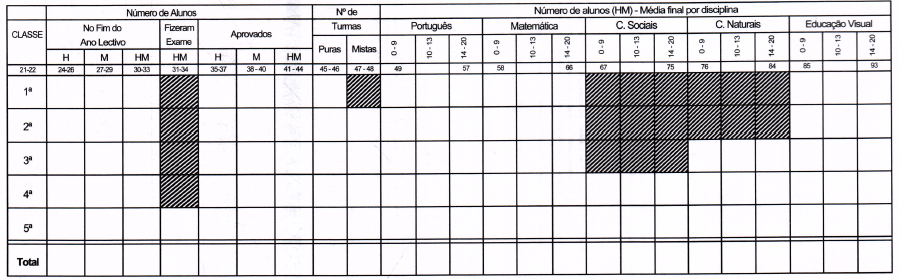 Número de Alunos Nº de Número de alunos (HM) - Média final por disciplina
CLASSE No Fim do Ano Lectivo Fizeram Exame Aprovados Turmas Português Matemática C. Sociais C. Naturais Educação Visual
H M HM HM H M HM Puras Mistas 0 - 9 10 - 13 14 - 20 0 - 9 10 - 13 14 - 20 0 - 9 10 - 13 14 - 20 0 - 9 10 - 13 14 - 20 0 - 9 10 - 13 14 - 20
21-22 24-26 27-29 30-33 31-34 35-37 38 - 40 41 - 44 45 - 46 47 - 48 49 57 58 66 67 75 76 84 85 93
1ª
2ª
3ª
4ª
5ª
Total